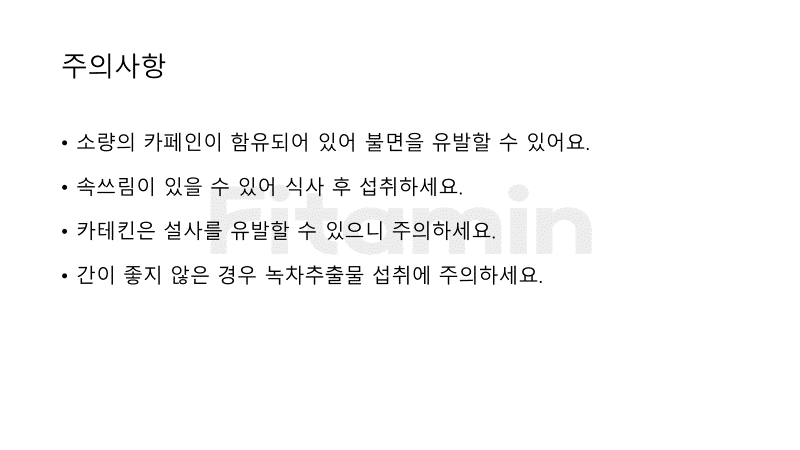 주의사항
• 소량의 카페인이 함유되어 있어 불면을 유발할 수 있어요.
• 속쓰림이 있을 수 있어 식사 후 섭취하세요.
• 카테킨은 설사를 유발할 수 있으니 주의하세요.
• 간이 좋지 않은 경우 녹차추출물 섭취에 주의하세요.
Fitamin